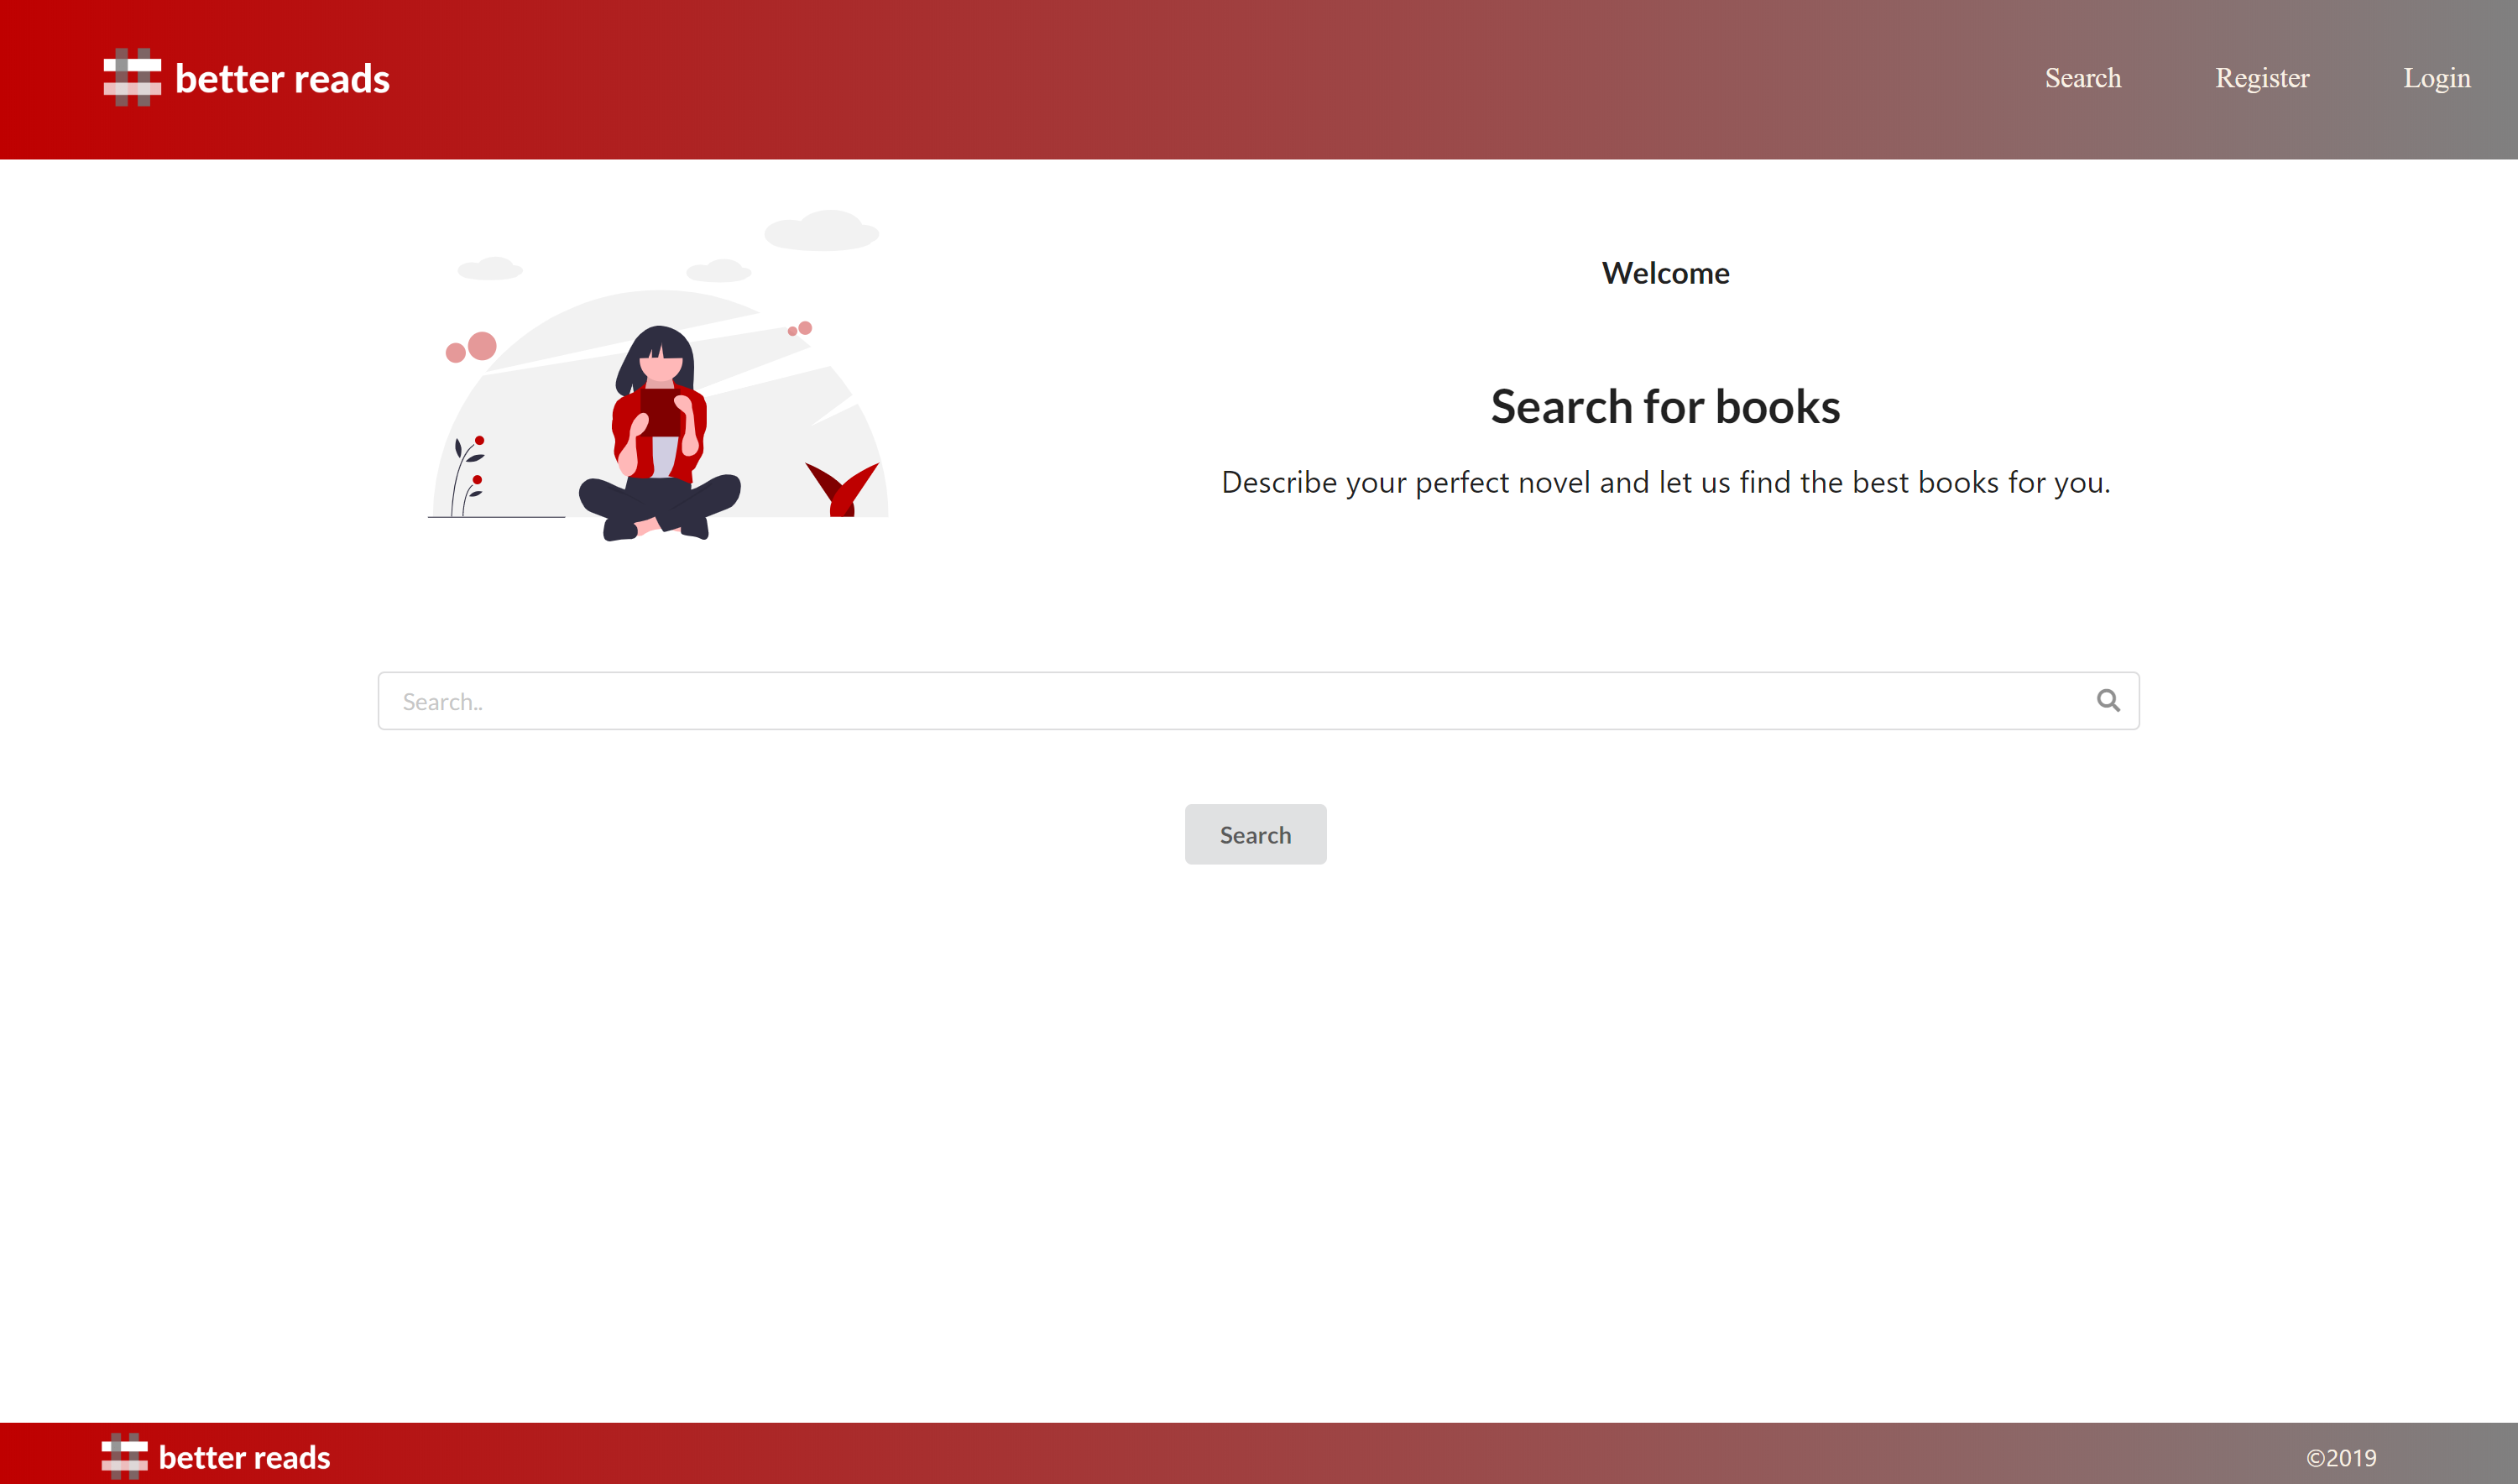 better reads
Search
Register
Login
Welcome
Search for books
Describe your perfect novel and let us find the best books for you.
Search..
Search
better reads
©2019